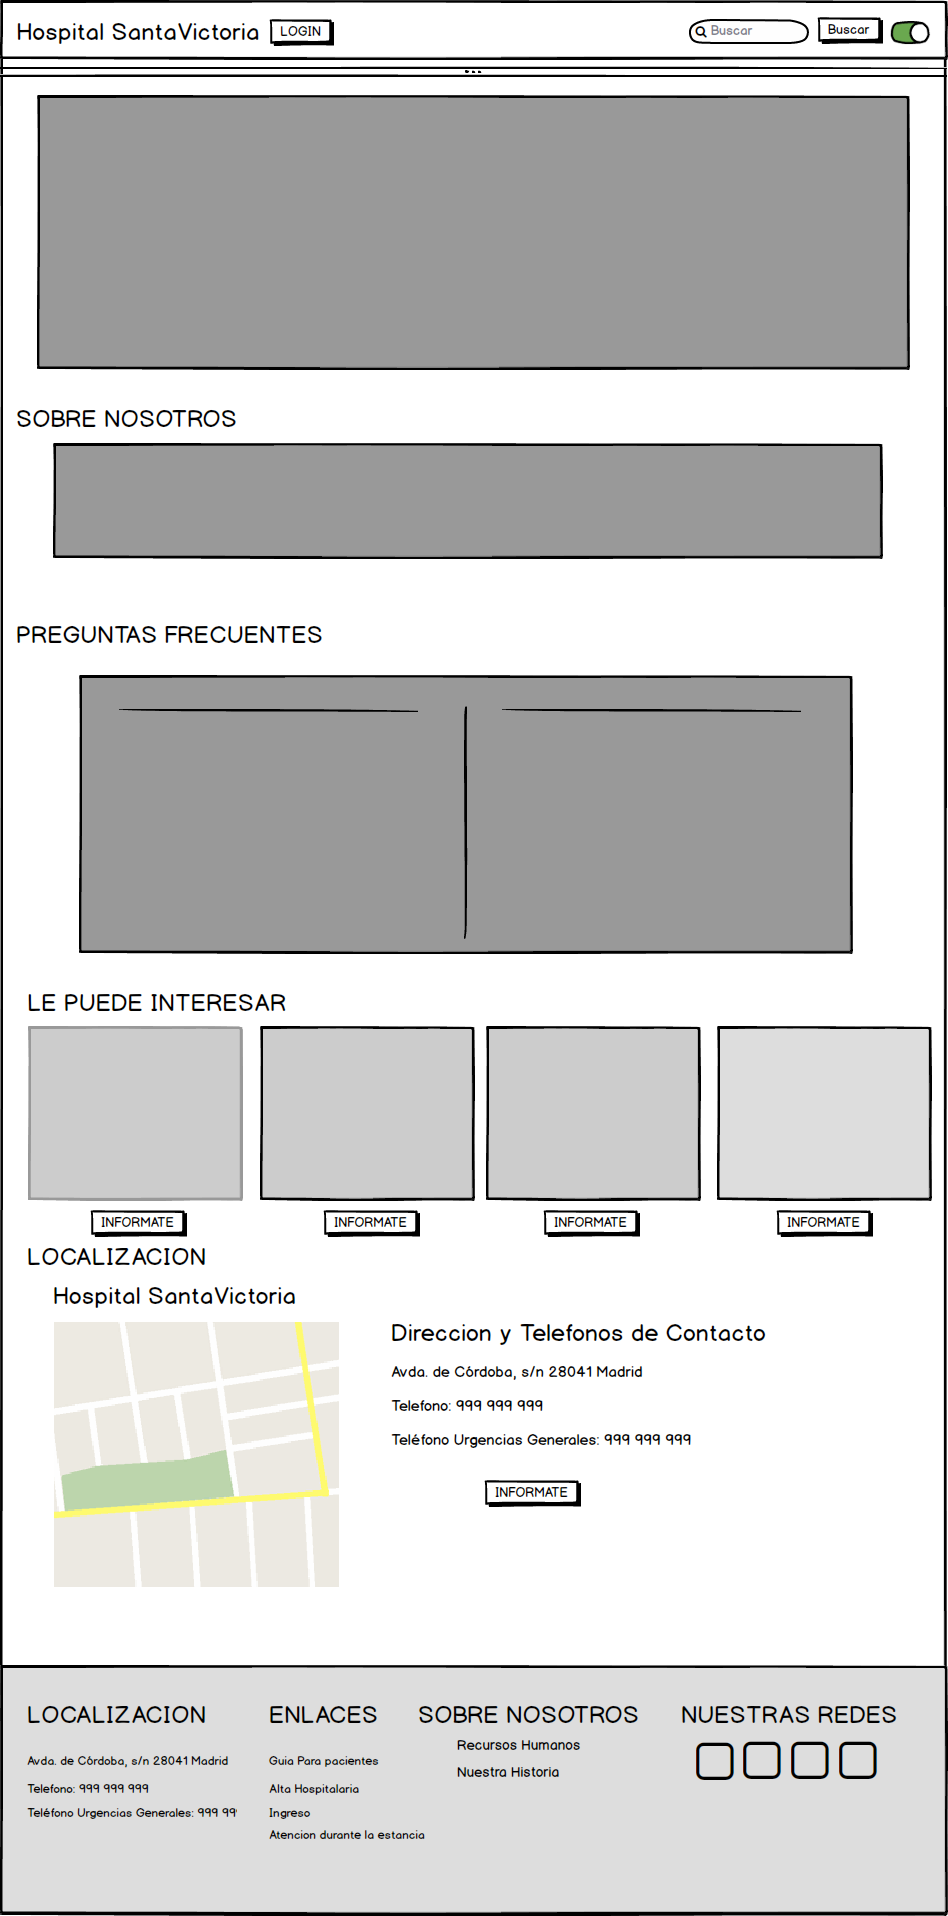 Hospital SantaVictoria LOGIN Buscar Buscar
SOBRE NOSOTROS
PREGUNTAS FRECUENTES
LE PUEDE INTERESAR
INFORMATE INFORMATE INFORMATE INFORMATE
LOCALIZACION
Hospital SantaVictoria
Direccion y Telefonos de Contacto
Avda. de Córdoba, s/n 28041 Madrid
Telefono: 999 999 999
Teléfono Urgencias Generales: 999 999 999
INFORMATE
LOCALIZACION
Avda. de Córdoba, s/n 28041 Madrid
Telefono: 999 999 999
Teléfono Urgencias Generales: 999 99
ENLACES
Guia Para pacientes
Alta Hospitalaria
Ingreso
Atencion durante la estancia
SOBRE NOSOTROS
Recursos Humanos
Nuestra Historia
NUESTRAS REDES